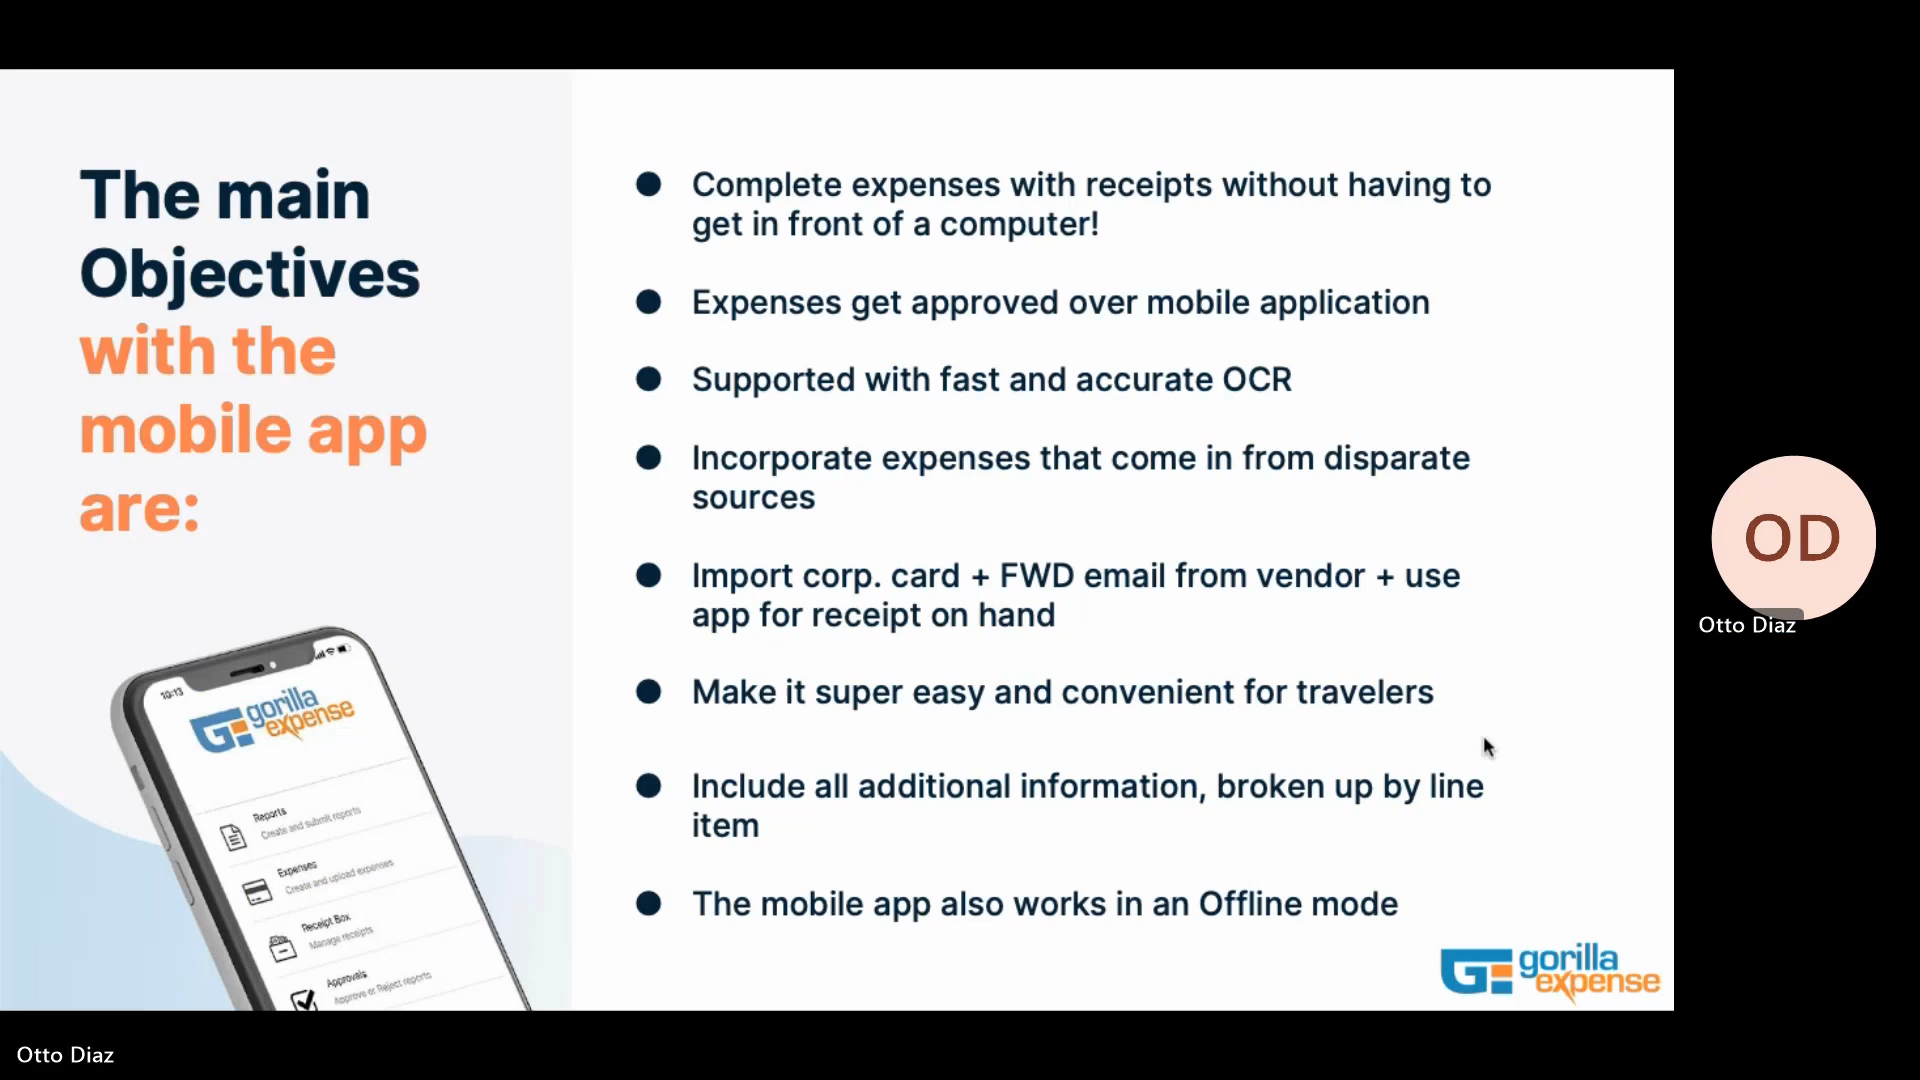 The main
Objectives
with the
mobile app
are:
10:13
gorilla
expense
Reports
Create and submit reports
Expenses
Create and upload expenses
Receipt Box
Manage receipts
Approvals
Approve or Reject reports
Complete expenses with receipts without having to
get in front of a computer!
Expenses get approved over mobile application
Supported with fast and accurate OCR
Incorporate expenses that come in from disparate
sources
Import corp. card + FWD email from vendor + use
app for receipt on hand
Make it super easy and convenient for travelers
Include all additional information, broken up by line
item
The mobile app also works in an Offline mode
gorilla
expense
OD
Otto Diaz
Otto Diaz